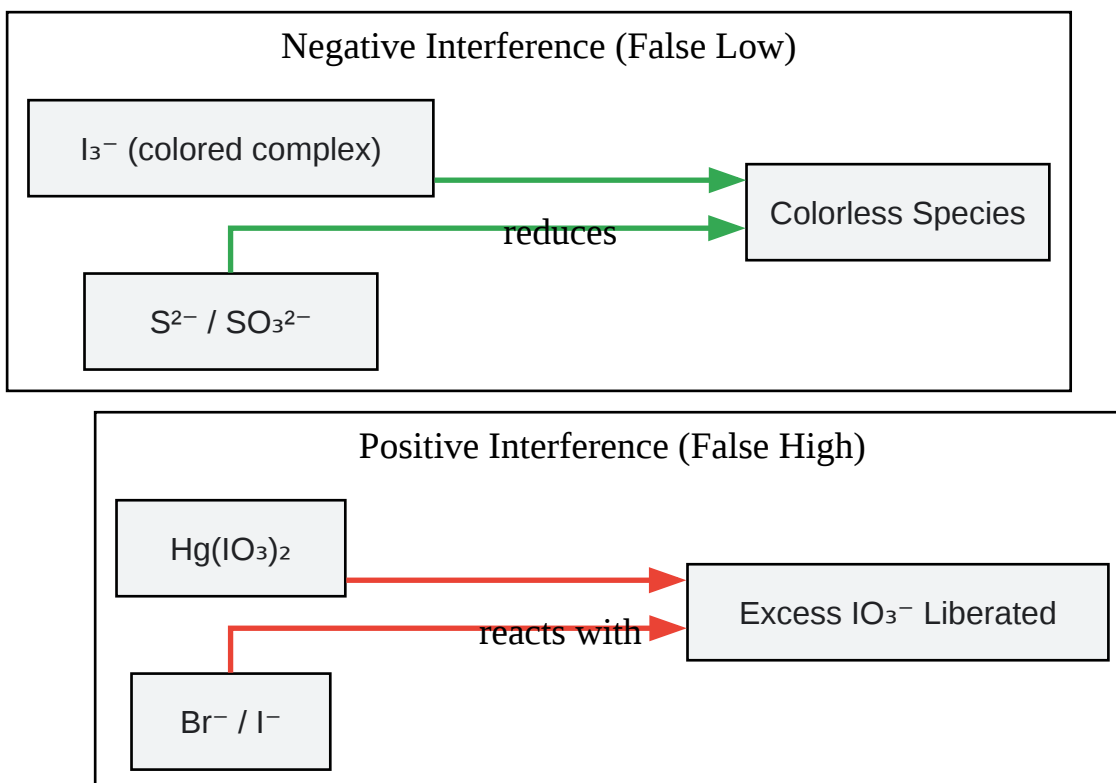 Negative Interference (False Low)
I₃⁻ (colored complex)
Colorless Species
reduces
S²⁻ / SO₃²⁻
Positive Interference (False High)
Hg(IO₃)₂
Excess IO₃⁻ Liberated
reacts with
Br⁻ / I⁻